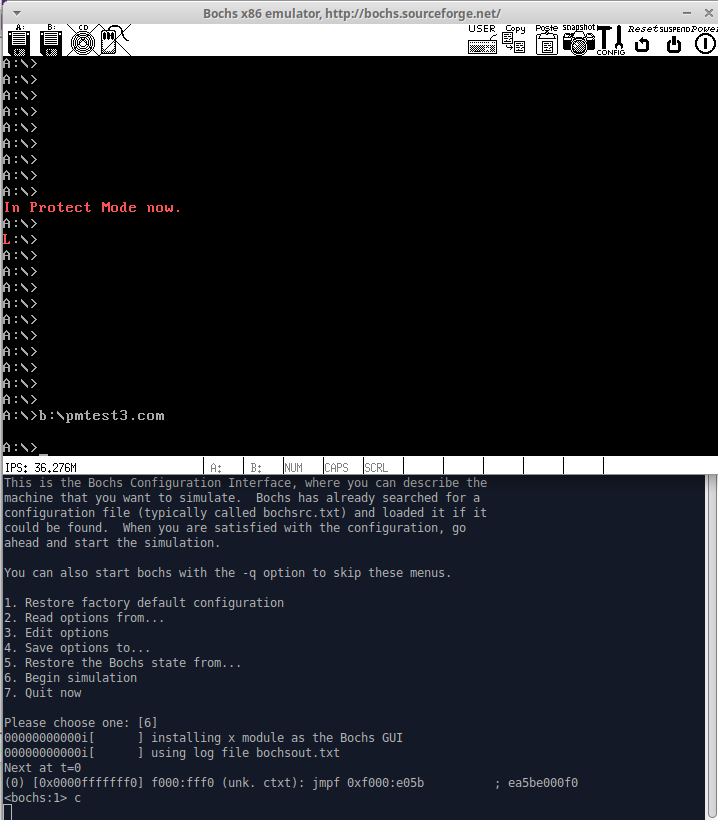 Bochs x86 emulator, http://bochs.sourceforge.net/
A: B: CD USER Copy Paste snapshot CONFIG Reset SUSPEND Power
A:\>
A:\>
A:\>
A:\>
A:\>
A:\>
A:\>
A:\>
A:\>
In Protect Mode now.
A:\>
L:\>
A:\>
A:\>
A:\>
A:\>
A:\>
A:\>
A:\>
A:\>
A:\>
A:\>
A:\>b:\pmtest3.com
A:\>_
IPS: 36.276M A: B: NUM CAPS SCRL
This is the Bochs Configuration Interface, where you can describe the
machine that you want to simulate.  Bochs has already searched for a
configuration file (typically called bochsrc.txt) and loaded it if it
could be found.  When you are satisfied with the configuration, go
ahead and start the simulation.
You can also start bochs with the -q option to skip these menus.
1. Restore factory default configuration
2. Read options from...
3. Edit options
4. Save options to...
5. Restore the Bochs state from...
6. Begin simulation
7. Quit now
Please choose one: [6]
00000000000i[      ] installing x module as the Bochs GUI
00000000000i[      ] using log file bochsout.txt
Next at t=0
(0) [0x0000fffffff0] f000:fff0 (unk. ctxt): jmpf 0xf000:e05b          ; ea5be000f0
<bochs:1> c